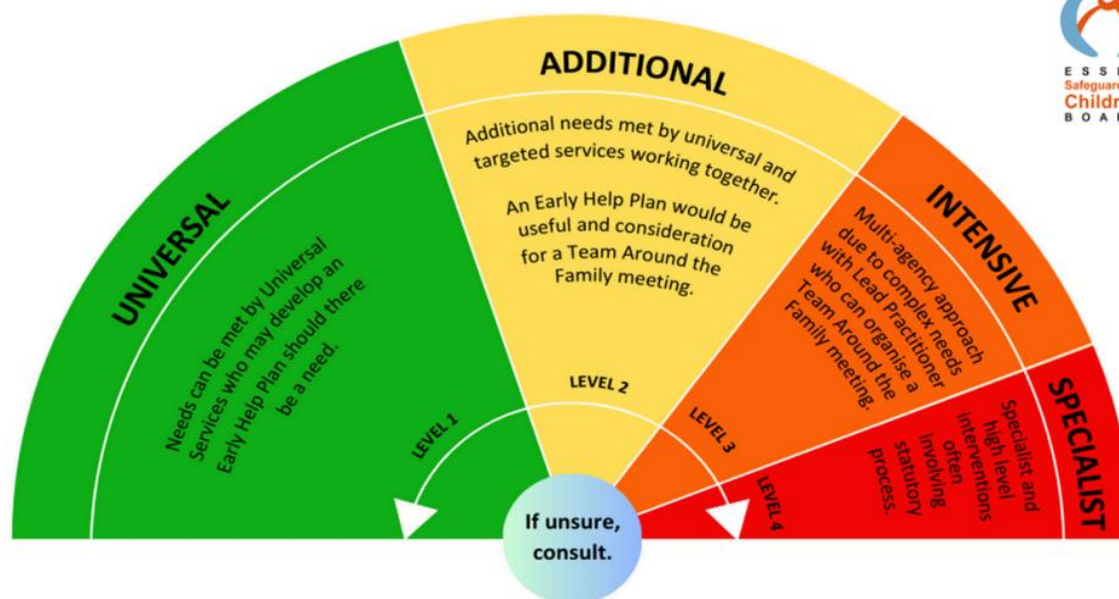 UNIVERSAL
Needs can be met by Universal
Services who may develop an
Early Help Plan should there
be a need.
LEVEL 1
ADDITIONAL
Additional needs met by universal and
targeted services working together.
An Early Help Plan would be
useful and consideration
for a Team Around the
Family meeting.
LEVEL 2
INTENSIVE
Multi-agency approach
due to complex needs
with Lead Practitioner
who can organise a
Team Around the
Family meeting.
LEVEL 3
SPECIALIST
Specialist and
high level
interventions
often
involving
statutory
process.
LEVEL 4
If unsure,
consult.